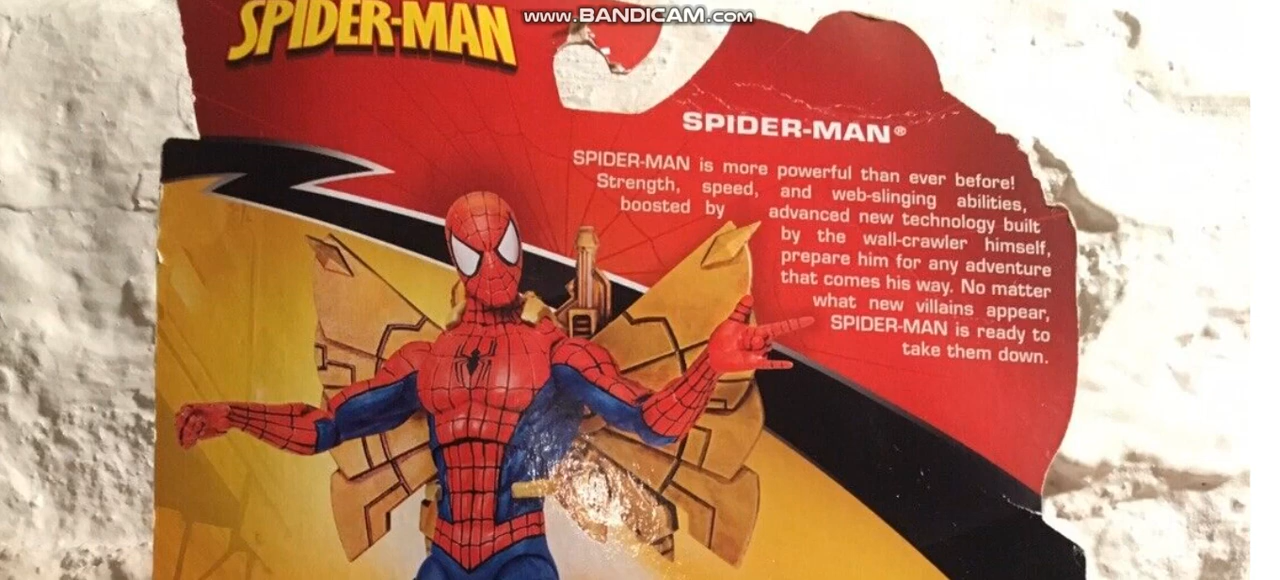 www.BANDICAM.com
SPIDER-MAN
SPIDER-MAN®
SPIDER-MAN is more powerful than ever before!
Strength, speed, and web-slinging abilities,
boosted by advanced new technology built
by the wall-crawler himself,
prepare him for any adventure
that comes his way. No matter
what new villains appear,
SPIDER-MAN is ready to
take them down.